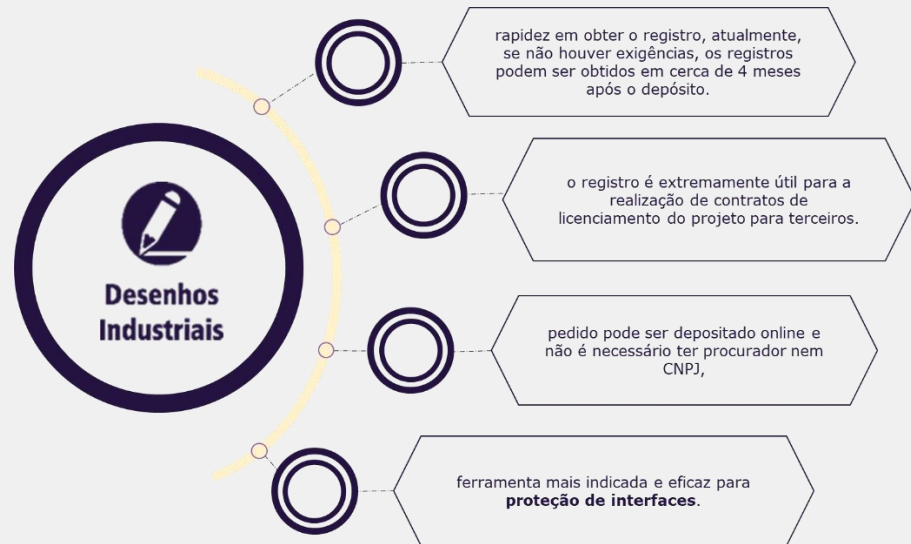 Desenhos
Industriais
rapidez em obter o registro, atualmente,
se não houver exigências, os registros
podem ser obtidos em cerca de 4 meses
após o depósito.
o registro é extremamente útil para a
realização de contratos de
licenciamento do projeto para terceiros.
pedido pode ser depositado online e
não é necessário ter procurador nem
CNPJ,
ferramenta mais indicada e eficaz para
proteção de interfaces.